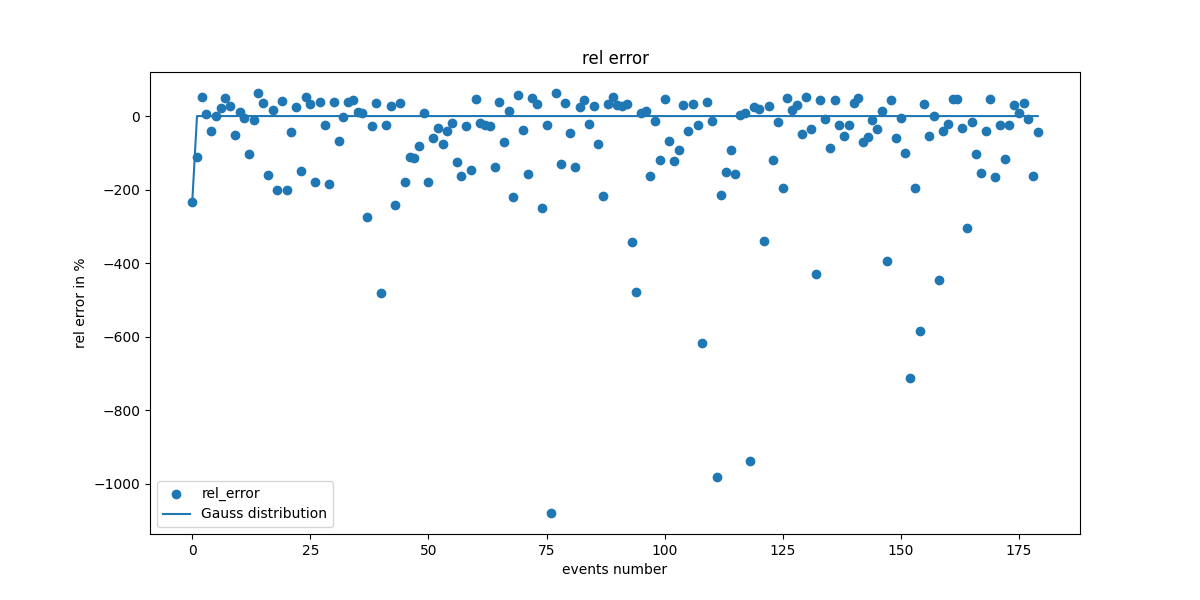 rel error
rel error in %
0
−200
−400
−600
−800
−1000
rel_error
Gauss distribution
0 25 50 75 100 125 150 175
events number